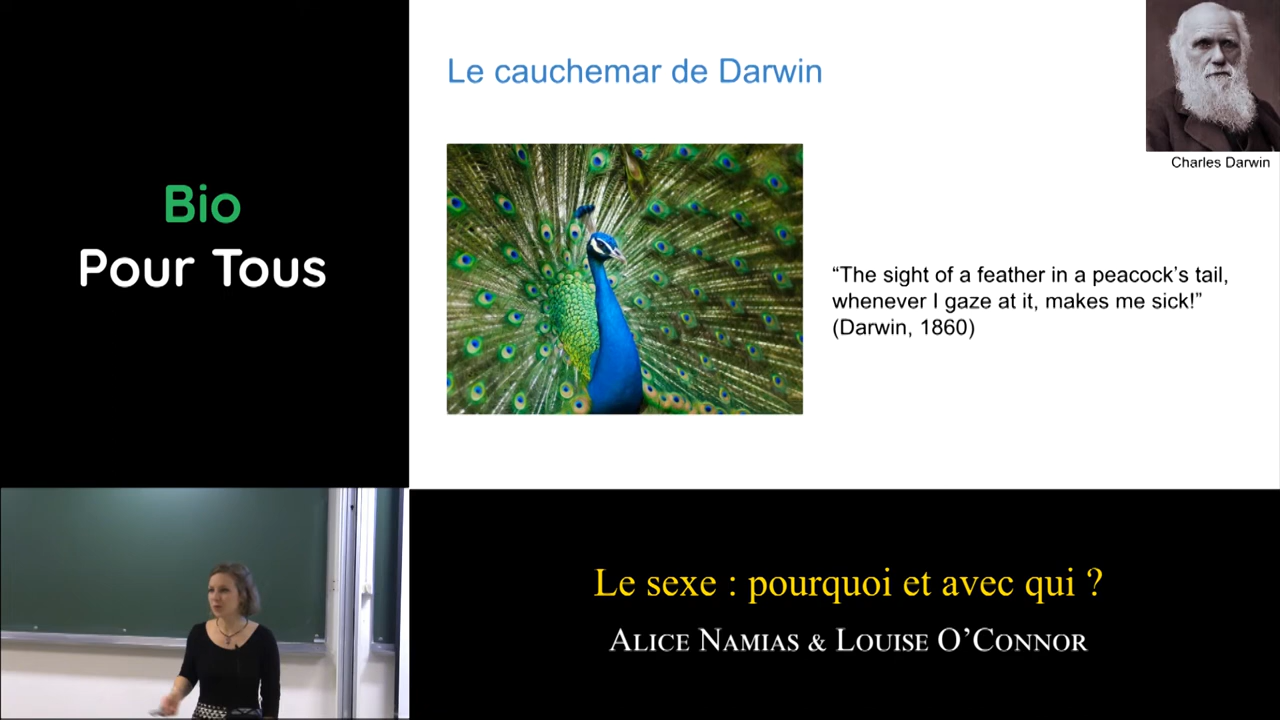 Bio
Pour Tous
Le cauchemar de Darwin
Charles Darwin
“The sight of a feather in a peacock’s tail,
whenever I gaze at it, makes me sick!”
(Darwin, 1860)
Le sexe : pourquoi et avec qui ?
ALICE NAMIAS & LOUISE O’CONNOR